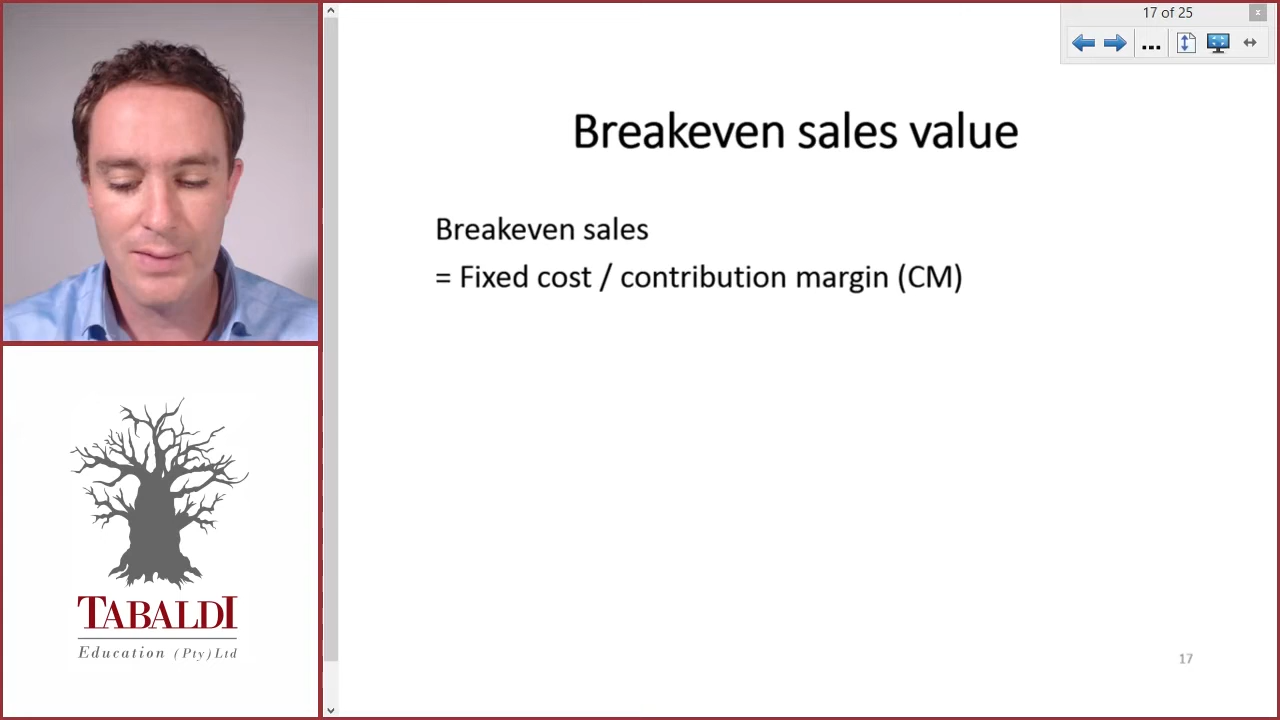 17 of 25
x
...
Breakeven sales value
Breakeven sales
= Fixed cost / contribution margin (CM)
TABALDI
Education (Pty) Ltd
17